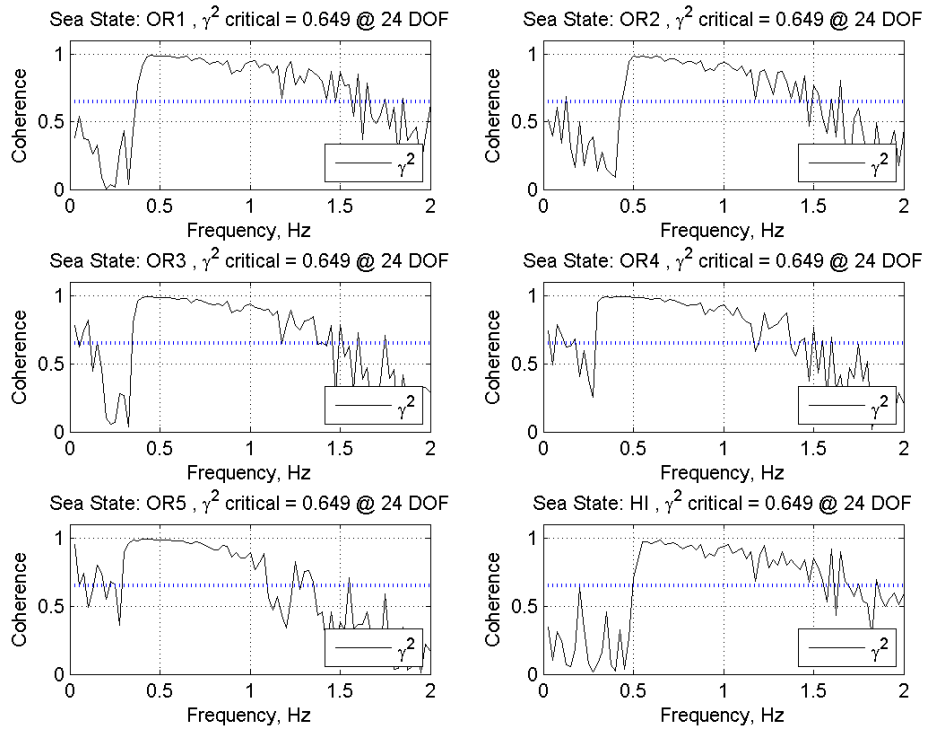 Sea State: OR1 , γ² critical = 0.649 @ 24 DOF
1
0.5
0
Coherence
γ²
0 0.5 1 1.5 2
Frequency, Hz
Sea State: OR2 , γ² critical = 0.649 @ 24 DOF
1
0.5
0
Coherence
γ²
0 0.5 1 1.5 2
Frequency, Hz
Sea State: OR3 , γ² critical = 0.649 @ 24 DOF
1
0.5
0
Coherence
γ²
0 0.5 1 1.5 2
Frequency, Hz
Sea State: OR4 , γ² critical = 0.649 @ 24 DOF
1
0.5
0
Coherence
γ²
0 0.5 1 1.5 2
Frequency, Hz
Sea State: OR5 , γ² critical = 0.649 @ 24 DOF
1
0.5
0
Coherence
γ²
0 0.5 1 1.5 2
Frequency, Hz
Sea State: HI , γ² critical = 0.649 @ 24 DOF
1
0.5
0
Coherence
γ²
0 0.5 1 1.5 2
Frequency, Hz